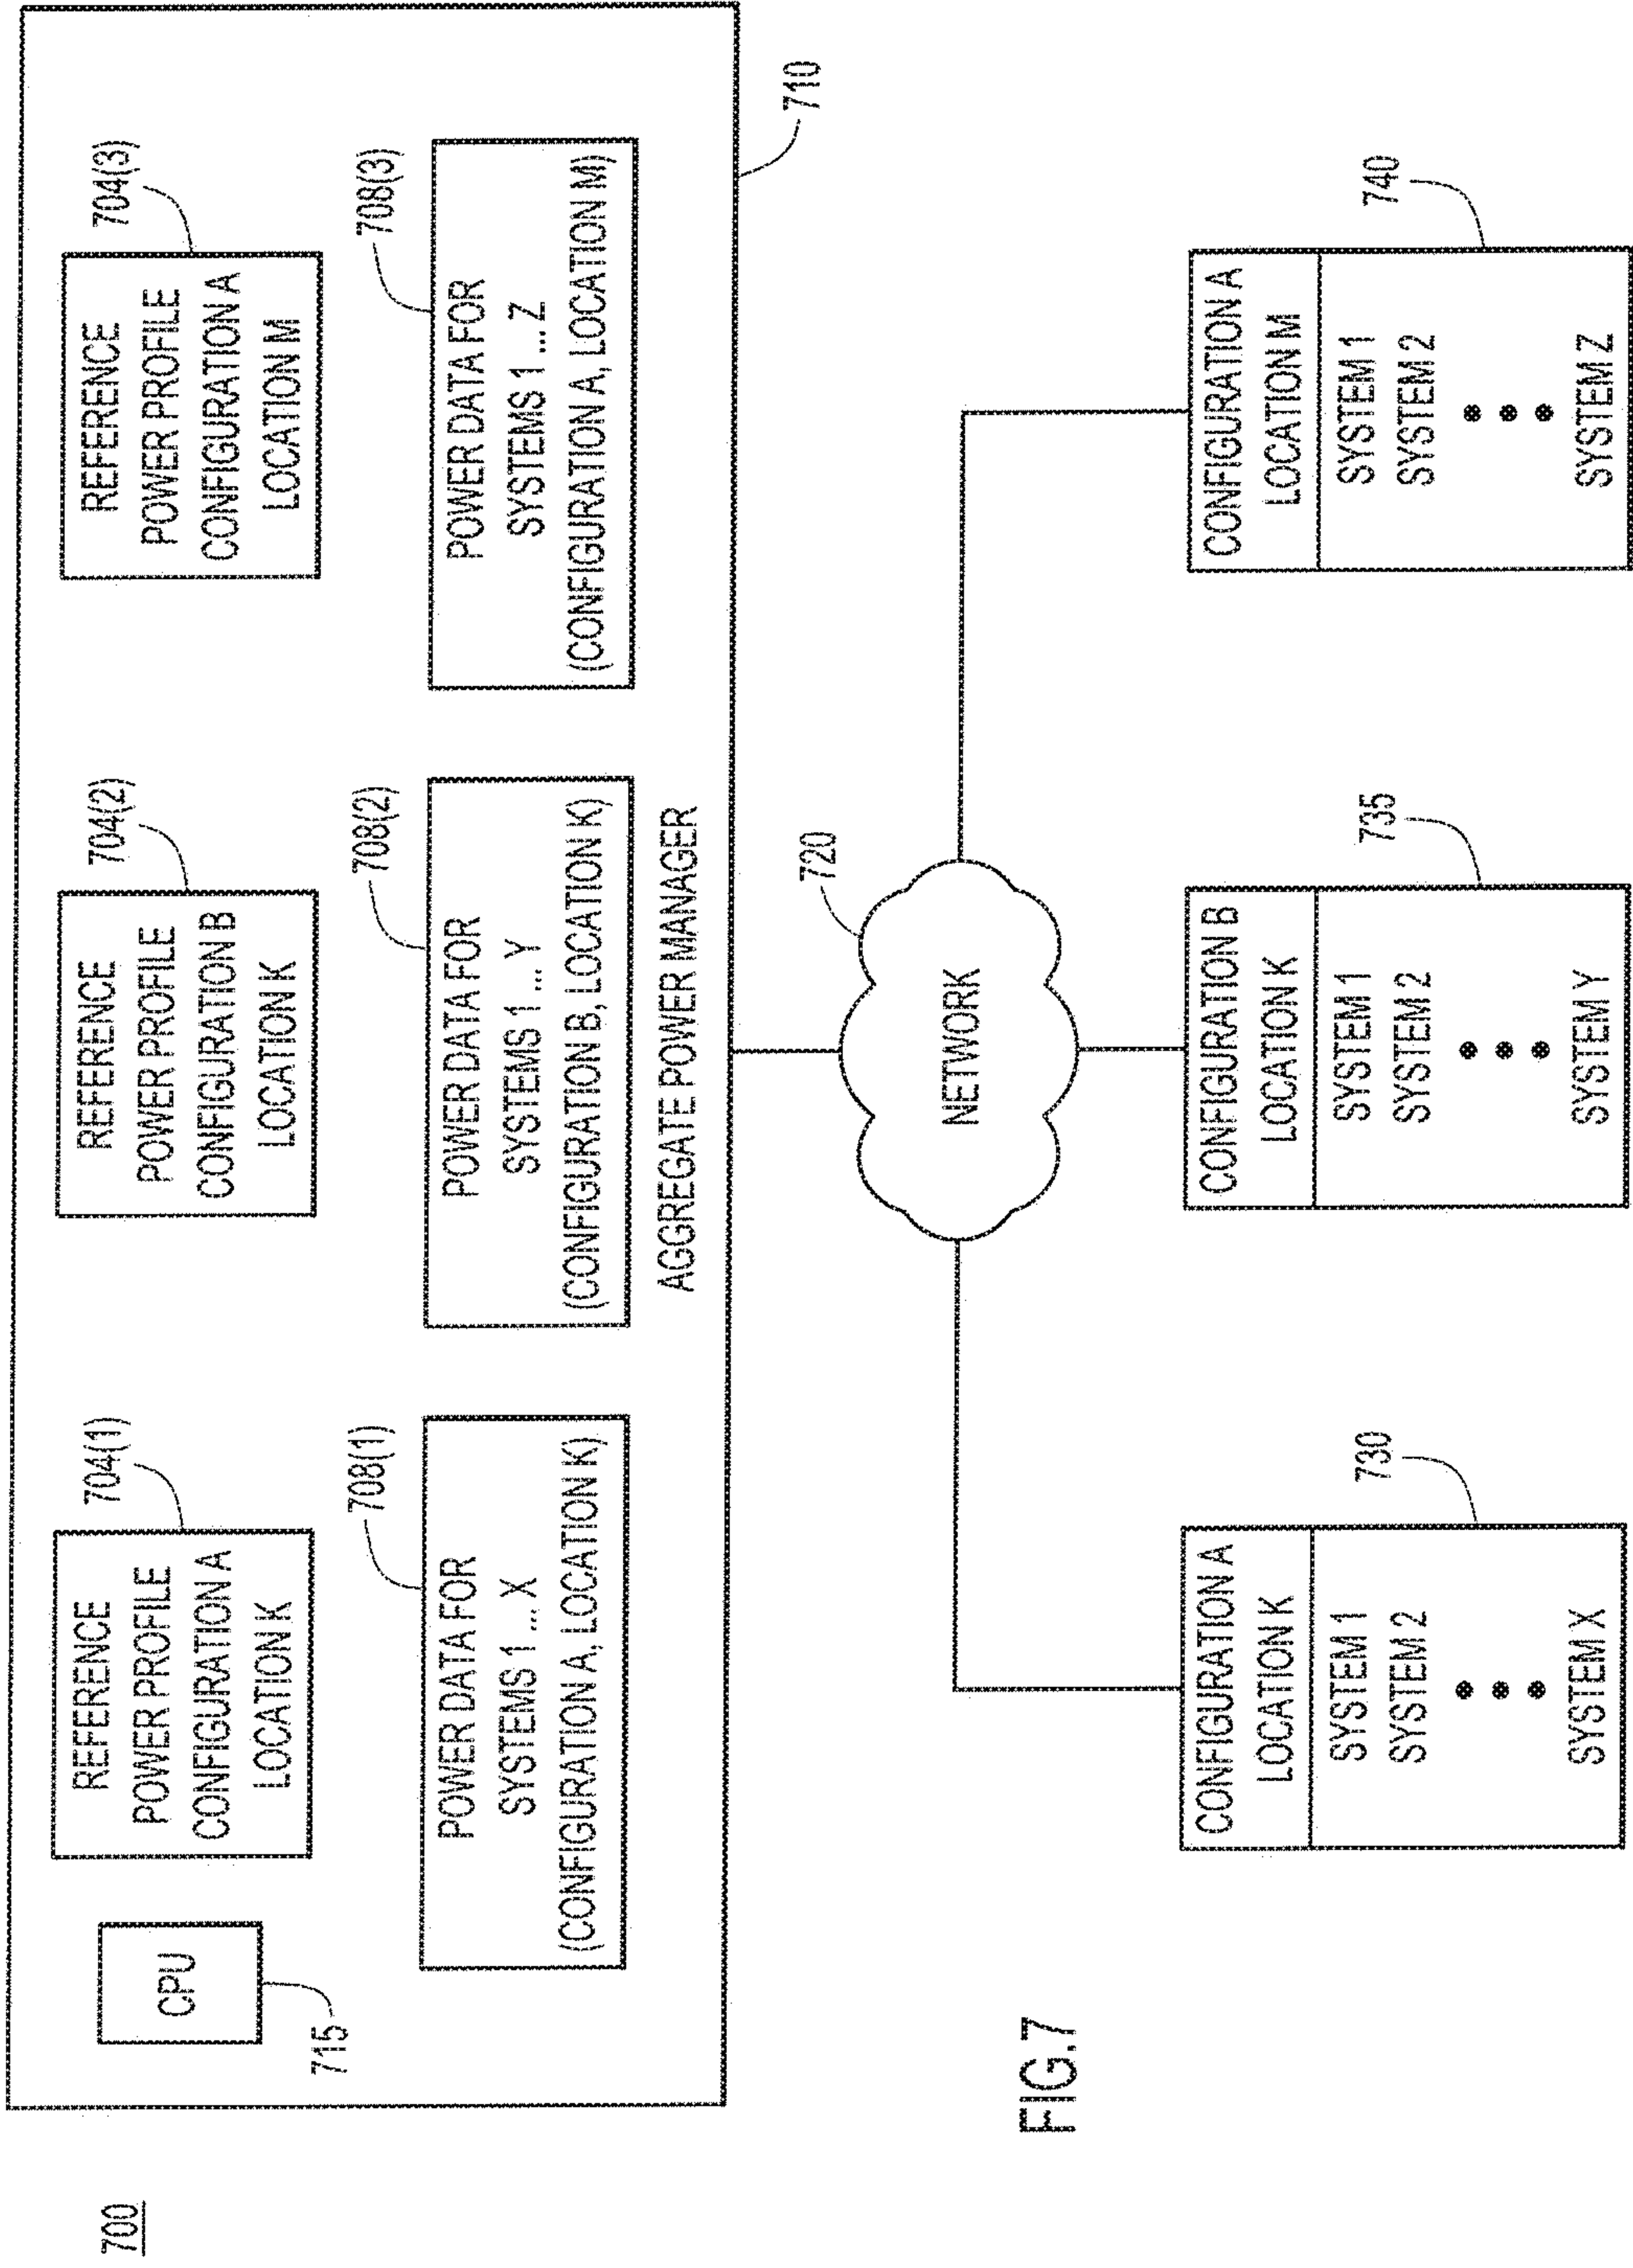 700
CPU
715
704(1)
REFERENCE
POWER PROFILE
CONFIGURATION A
LOCATION K
704(2)
REFERENCE
POWER PROFILE
CONFIGURATION B
LOCATION K
704(3)
REFERENCE
POWER PROFILE
CONFIGURATION A
LOCATION M
708(1)
POWER DATA FOR
SYSTEMS 1 ... X
(CONFIGURATION A, LOCATION K)
708(2)
POWER DATA FOR
SYSTEMS 1 ... Y
(CONFIGURATION B, LOCATION K)
708(3)
POWER DATA FOR
SYSTEMS 1 ... Z
(CONFIGURATION A, LOCATION M)
AGGREGATE POWER MANAGER
710
720
NETWORK
730
CONFIGURATION A
LOCATION K
SYSTEM 1
SYSTEM 2
SYSTEM X
735
CONFIGURATION B
LOCATION K
SYSTEM 1
SYSTEM 2
SYSTEM Y
740
CONFIGURATION A
LOCATION M
SYSTEM 1
SYSTEM 2
SYSTEM Z
FIG.7